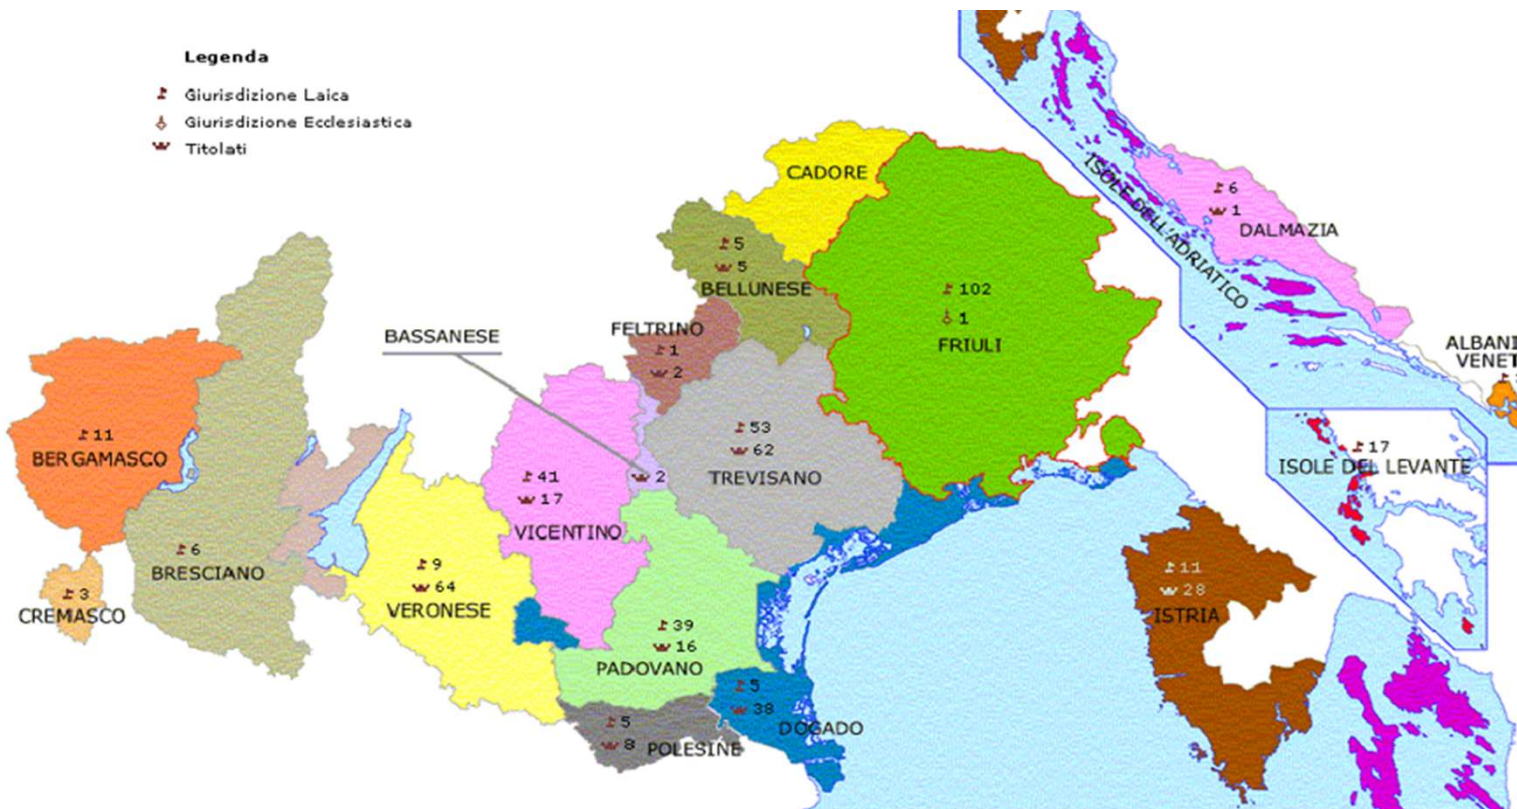 Legenda
Giurisdizione Laica
Giurisdizione Ecclesiastica
Titolati
CADORE
6
1
DALMAZIA
ISOLE DELL'ADRIATICO
5
5
BELLUNESE
102
1
FRIULI
BASSANESE
FELTRINO
1
2
ALBANI
VENET
11
BERGAMASCO
53
62
TREVISANO
17
ISOLE DEL LEVANTE
41
17
VICENTINO
2
6
BRESCIANO
9
64
VERONESE
11
28
ISTRIA
3
CREMASCO
39
16
PADOVANO
5
38
DOGADO
5
8
POLESINE